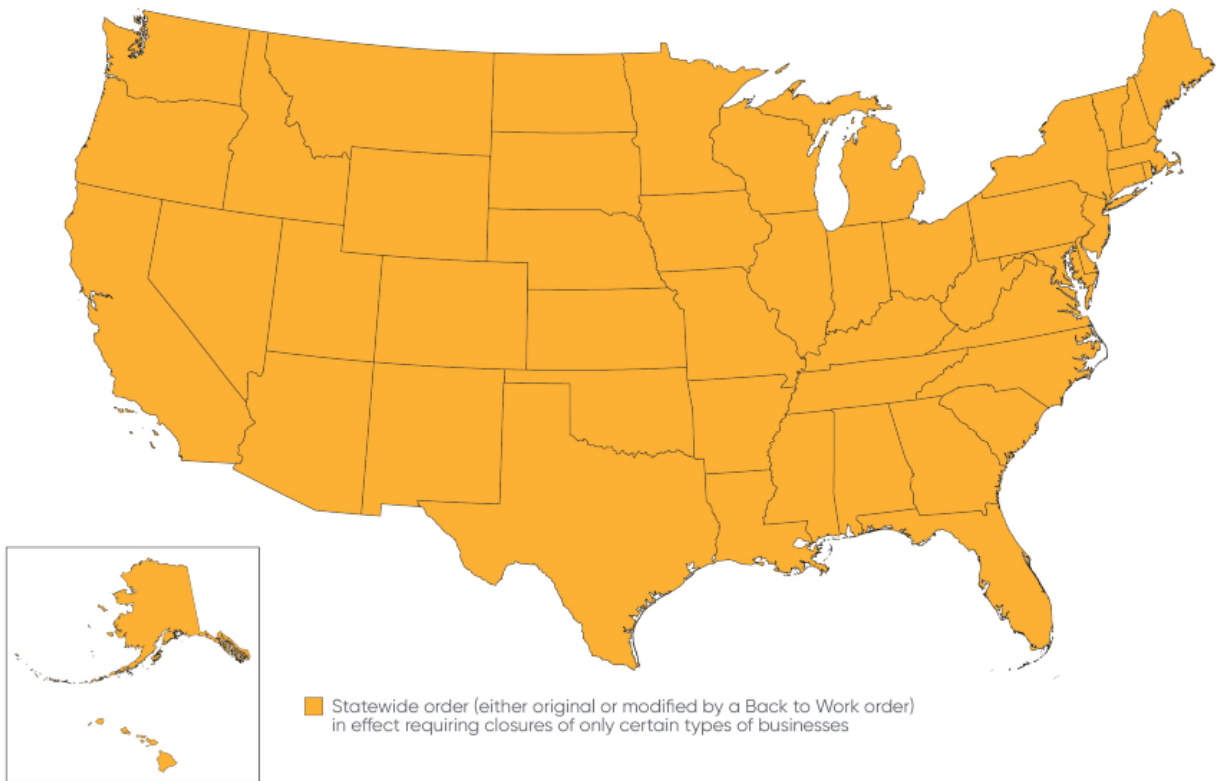 Statewide order (either original or modified by a Back to Work order)
in effect requiring closures of only certain types of businesses